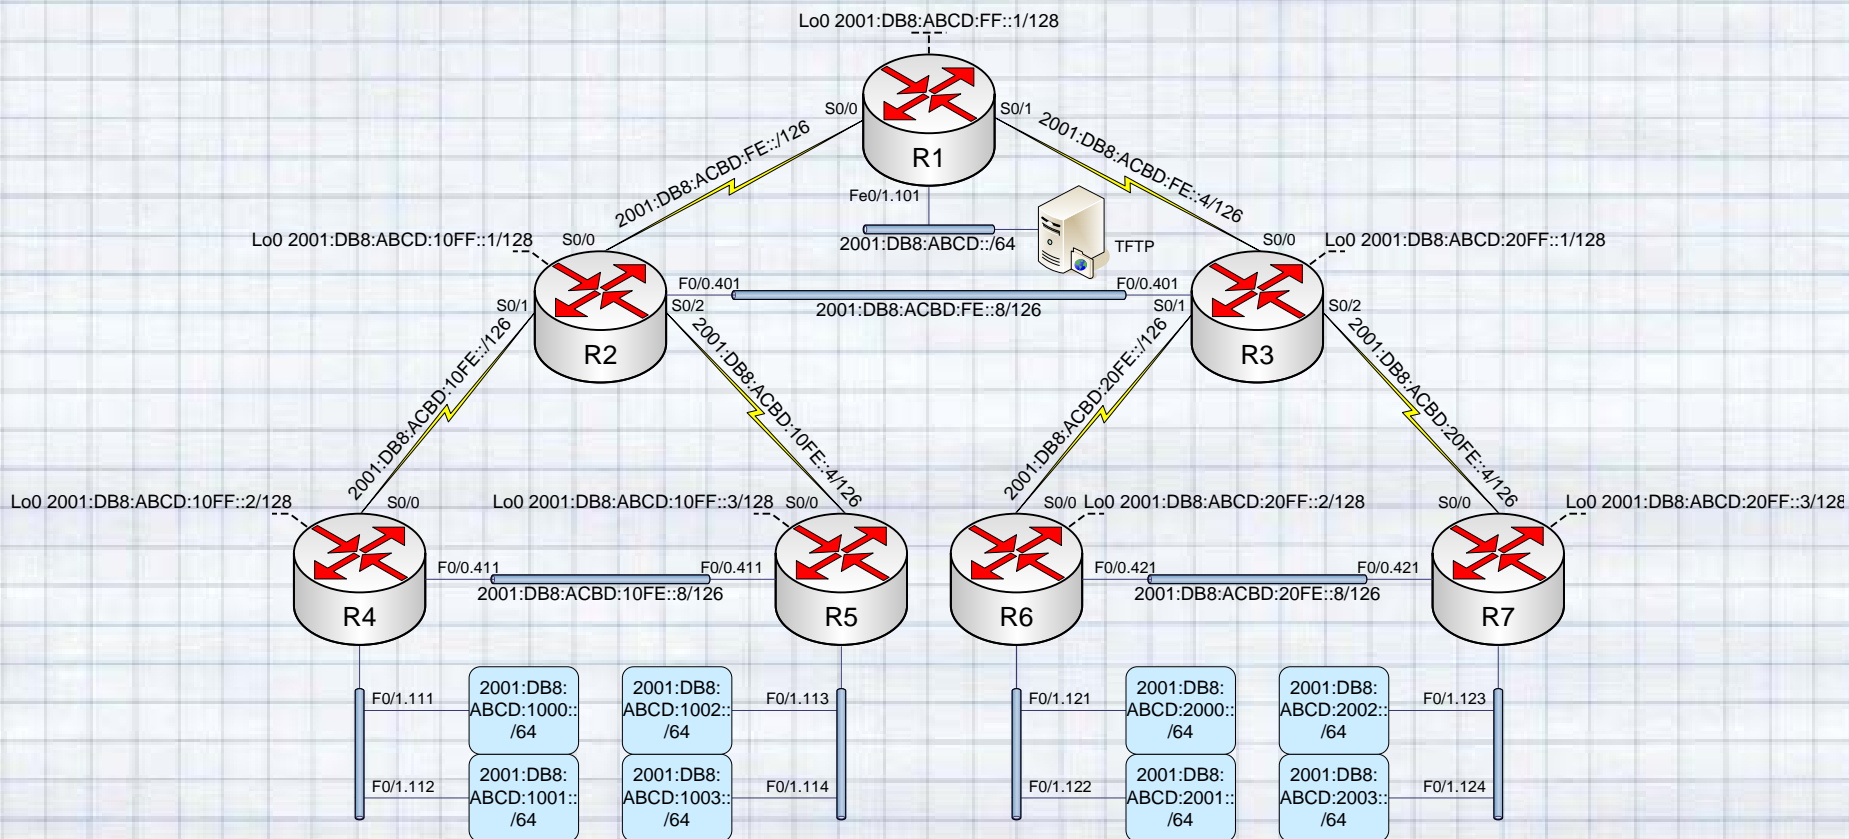 Lo0 2001:DB8:ABCD:FF::1/128
S0/0
S0/1
R1
2001:DB8:ACBD:FE::/126
2001:DB8:ACBD:FE::4/126
Fe0/1.101
2001:DB8:ABCD::/64
TFTP
Lo0 2001:DB8:ABCD:10FF::1/128
S0/0
S0/0
Lo0 2001:DB8:ABCD:20FF::1/128
F0/0.401
F0/0.401
2001:DB8:ACBD:FE::8/126
S0/1
S0/2
S0/1
S0/2
R2
R3
2001:DB8:ACBD:10FE::/126
2001:DB8:ACBD:10FE::4/126
2001:DB8:ACBD:20FE::/126
2001:DB8:ACBD:20FE::4/126
Lo0 2001:DB8:ABCD:10FF::2/128
S0/0
Lo0 2001:DB8:ABCD:10FF::3/128
S0/0
S0/0
Lo0 2001:DB8:ABCD:20FF::2/128
S0/0
Lo0 2001:DB8:ABCD:20FF::3/128
F0/0.411
F0/0.411
2001:DB8:ACBD:10FE::8/126
F0/0.421
F0/0.421
2001:DB8:ACBD:20FE::8/126
R4
R5
R6
R7
F0/1.111
2001:DB8:
ABCD:1000::
/64
2001:DB8:
ABCD:1002::
/64
F0/1.113
F0/1.121
2001:DB8:
ABCD:2000::
/64
2001:DB8:
ABCD:2002::
/64
F0/1.123
F0/1.112
2001:DB8:
ABCD:1001::
/64
2001:DB8:
ABCD:1003::
/64
F0/1.114
F0/1.122
2001:DB8:
ABCD:2001::
/64
2001:DB8:
ABCD:2003::
/64
F0/1.124